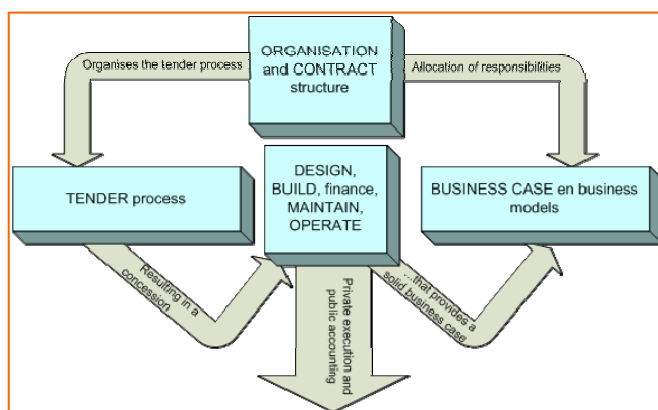 ORGANISATION
and CONTRACT
structure
Organises the tender process
Allocation of responsibilities
TENDER process
DESIGN,
BUILD, finance,
MAINTAIN,
OPERATE
BUSINESS CASE en business
models
Resulting in a
concession
Private execution and
public accounting
...that provides a
solid business case